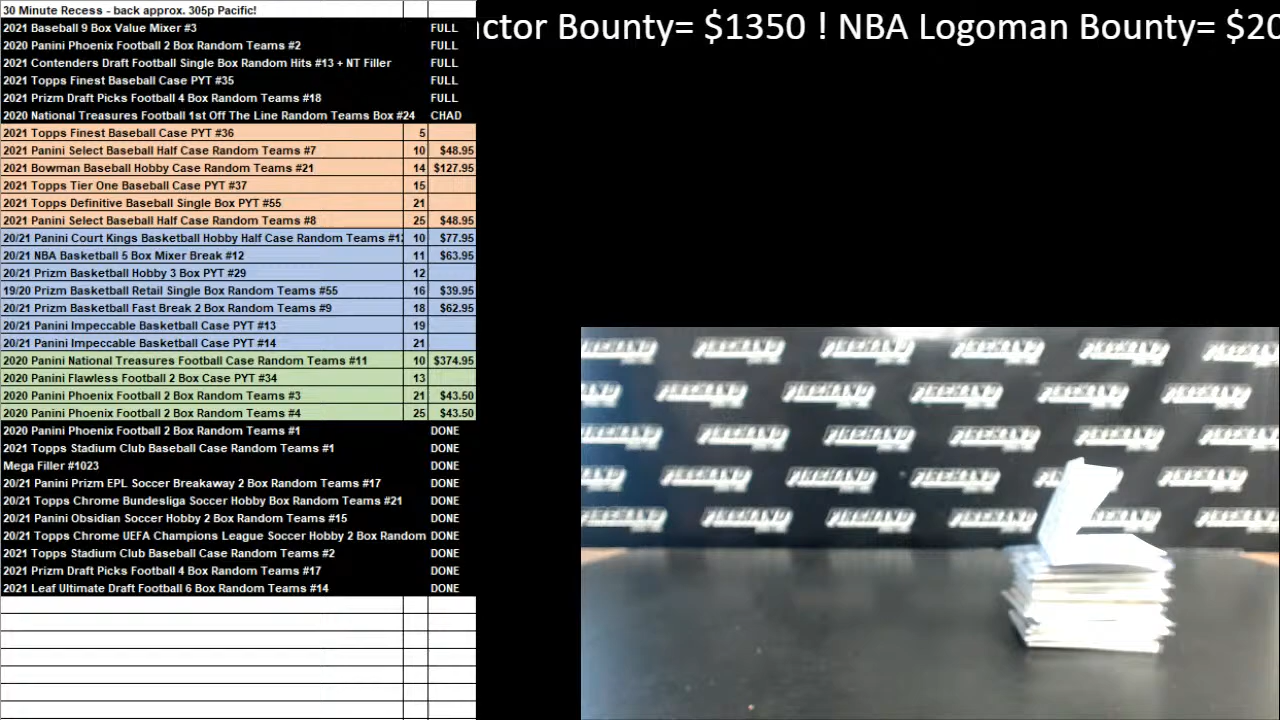 30 Minute Recess - back approx. 305p Pacific!
2021 Baseball 9 Box Value Mixer #3 FULL
2020 Panini Phoenix Football 2 Box Random Teams #2 FULL
2021 Contenders Draft Football Single Box Random Hits #13 + NT Filler FULL
2021 Topps Finest Baseball Case PYT #35 FULL
2021 Prizm Draft Picks Football 4 Box Random Teams #18 FULL
2020 National Treasures Football 1st Off The Line Random Teams Box #24 CHAD
2021 Topps Finest Baseball Case PYT #36 5
2021 Panini Select Baseball Half Case Random Teams #7 10 $48.95
2021 Bowman Baseball Hobby Case Random Teams #21 14 $127.95
2021 Topps Tier One Baseball Case PYT #37 15
2021 Topps Definitive Baseball Single Box PYT #55 21
2021 Panini Select Baseball Half Case Random Teams #8 25 $48.95
20/21 Panini Court Kings Basketball Hobby Half Case Random Teams 10 $77.95
20/21 NBA Basketball 5 Box Mixer Break #12 11 $63.95
20/21 Prizm Basketball Hobby 3 Box PYT #29 12
19/20 Prizm Basketball Retail Single Box Random Teams #55 16 $39.95
20/21 Prizm Basketball Fast Break 2 Box Random Teams #9 18 $62.95
20/21 Panini Impeccable Basketball Case PYT #13 19
20/21 Panini Impeccable Basketball Case PYT #14 21
2020 Panini National Treasures Football Case Random Teams #11 10 $374.95
2020 Panini Flawless Football 2 Box Case PYT #34 13
2020 Panini Phoenix Football 2 Box Random Teams #3 21 $43.50
2020 Panini Phoenix Football 2 Box Random Teams #4 25 $43.50
2020 Panini Phoenix Football 2 Box Random Teams #1 DONE
2021 Topps Stadium Club Baseball Case Random Teams #1 DONE
Mega Filler #1023 DONE
20/21 Panini Prizm EPL Soccer Breakaway 2 Box Random Teams #17 DONE
20/21 Topps Chrome Bundesliga Soccer Hobby Box Random Teams #21 DONE
20/21 Panini Obsidian Soccer Hobby 2 Box Random Teams #15 DONE
20/21 Topps Chrome UEFA Champions League Soccer Hobby 2 Box Random DONE
2021 Topps Stadium Club Baseball Case Random Teams #2 DONE
2021 Prizm Draft Picks Football 4 Box Random Teams #17 DONE
2021 Leaf Ultimate Draft Football 6 Box Random Teams #14 DONE
ctor Bounty= $1350 ! NBA Logoman Bounty= $20